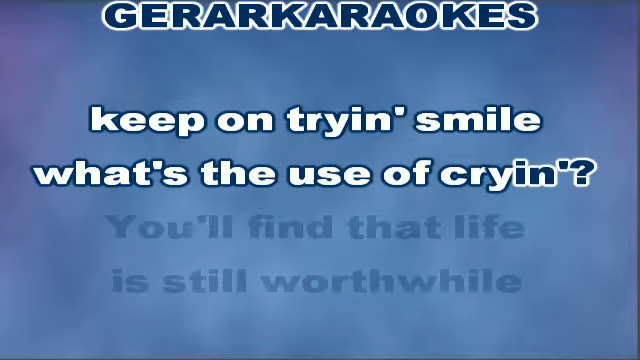 GERARKARAOKES
keep on tryin' smile
what's the use of cryin'?
You'll find that life
is still worthwhile